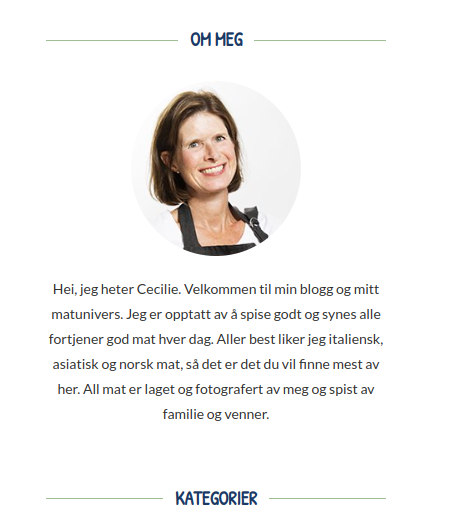 OM MEG
Hei, jeg heter Cecilie. Velkommen til min blogg og mitt
matunivers. Jeg er opptatt av å spise godt og synes alle
fortjener god mat hver dag. Aller best liker jeg italiensk,
asiatisk og norsk mat, så det er det du vil finne mest av
her. All mat er laget og fotografert av meg og spist av
familie og venner.
KATEGORIER